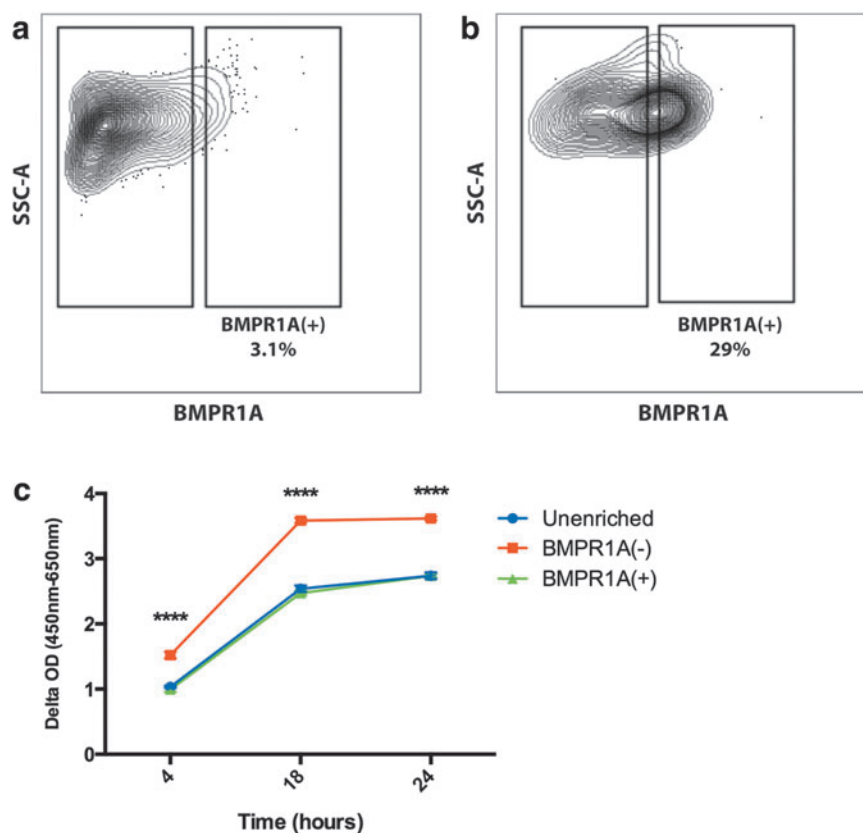 a
SSC-A
BMPR1A(+)
3.1%
BMPR1A
b
SSC-A
BMPR1A(+)
29%
BMPR1A
c
Delta OD (450nm-650nm)
4
3
2
1
0
****
****
****
4
18
24
Time (hours)
Unenriched
BMPR1A(-)
BMPR1A(+)